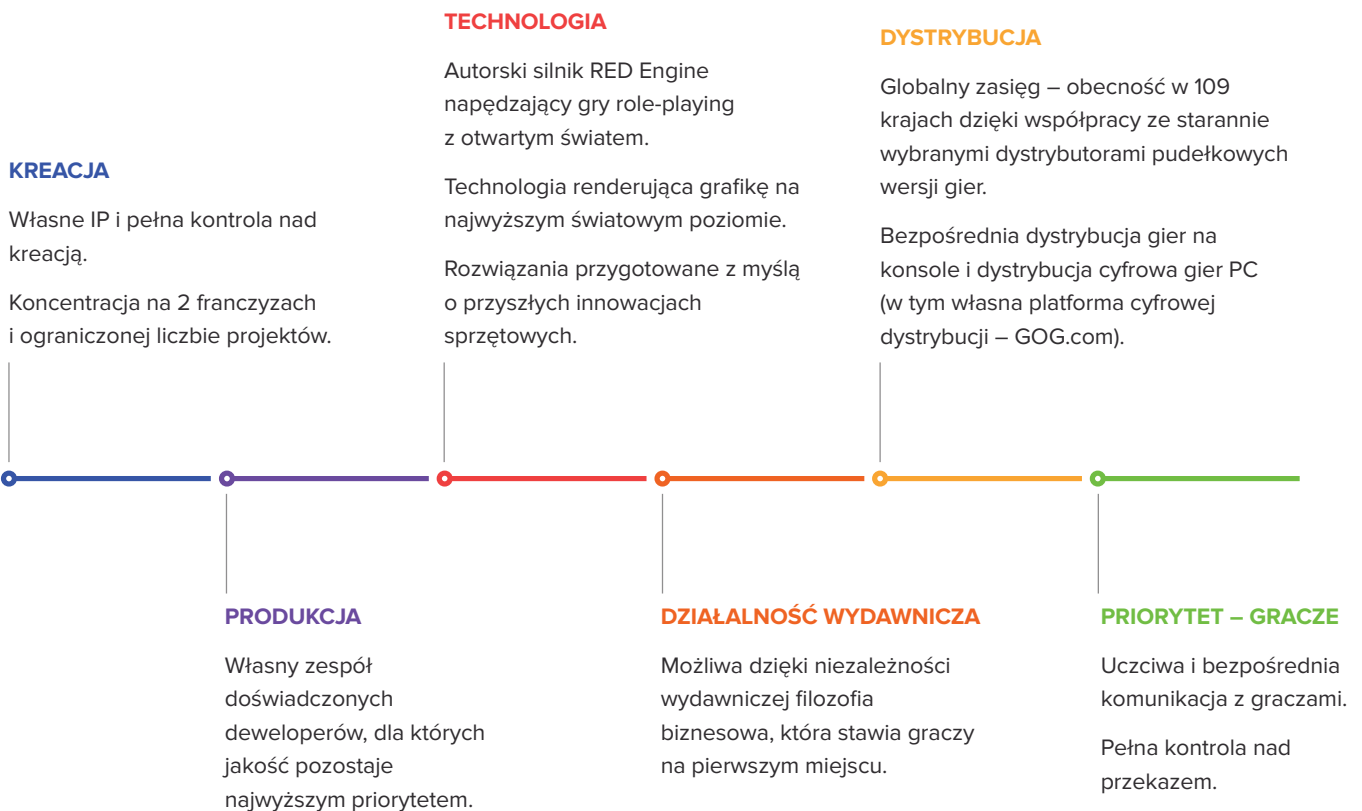 KREACJA
Własne IP i pełna kontrola nad
kreacją.
Koncentracja na 2 franczyzach
i ograniczonej liczbie projektów.
PRODUKCJA
Własny zespół
doświadczonych
deweloperów, dla których
jakość pozostaje
najwyższym priorytetem.
TECHNOLOGIA
Autorski silnik RED Engine
napędzający gry role-playing
z otwartym światem.
Technologia renderująca grafikę na
najwyższym światowym poziomie.
Rozwiązania przygotowane z myślą
o przyszłych innowacjach
sprzętowych.
DZIAŁALNOŚĆ WYDAWNICZA
Możliwa dzięki niezależności
wydawniczej filozofia
biznesowa, która stawia graczy
na pierwszym miejscu.
DYSTRYBUCJA
Globalny zasięg – obecność w 109
krajach dzięki współpracy ze starannie
wybranymi dystrybutorami pudełkowych
wersji gier.
Bezpośrednia dystrybucja gier na
konsole i dystrybucja cyfrowa gier PC
(w tym własna platforma cyfrowej
dystrybucji – GOG.com).
PRIORYTET – GRACZE
Uczciwa i bezpośrednia
komunikacja z graczami.
Pełna kontrola nad
przekazem.